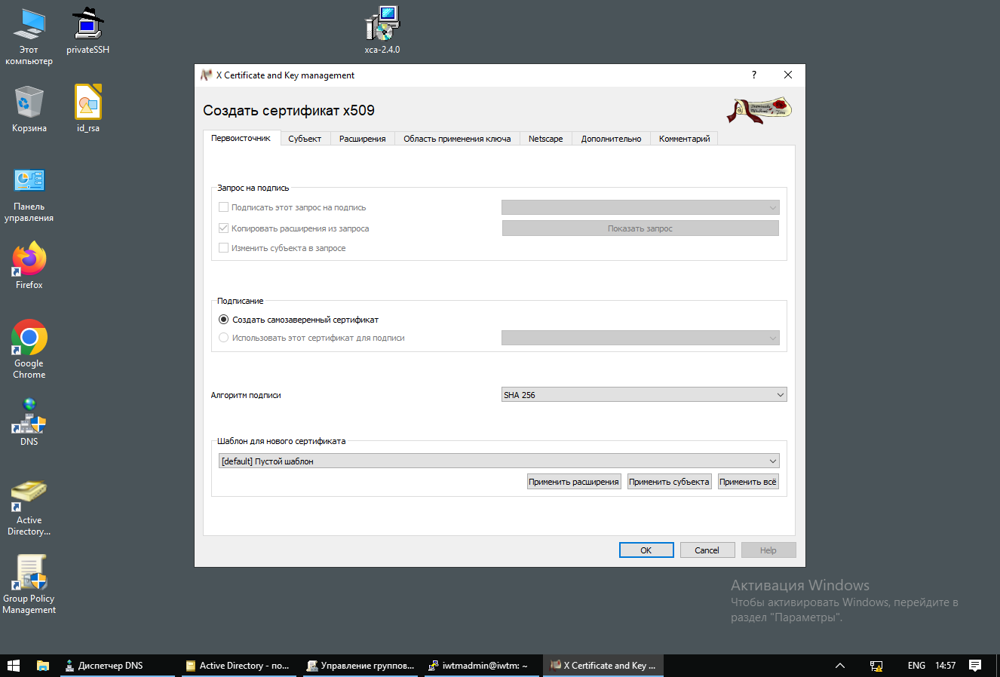 Этот
компьютер
privateSSH
xca-2.4.0
Корзина
id_rsa
Панель
управления
Firefox
Google
Chrome
DNS
Active
Directory...
Group Policy
Management
X Certificate and Key management
?
Создать сертификат x509
Первоисточник
Субъект
Расширения
Область применения ключа
Netscape
Дополнительно
Комментарий
Запрос на подпись
Подписать этот запрос на подпись
Копировать расширения из запроса
Показать запрос
Изменить субъекта в запросе
Подписание
Создать самозаверенный сертификат
Использовать этот сертификат для подписи
Алгоритм подписи
SHA 256
Шаблон для нового сертификата
[default] Пустой шаблон
Применить расширения
Применить субъекта
Применить всё
OK
Cancel
Help
Активация Windows
Чтобы активировать Windows, перейдите в
раздел "Параметры".
Диспетчер DNS
Active Directory - по...
Управление группов...
iwtmadmin@iwtm: ~
X Certificate and Key ...
ENG
14:57